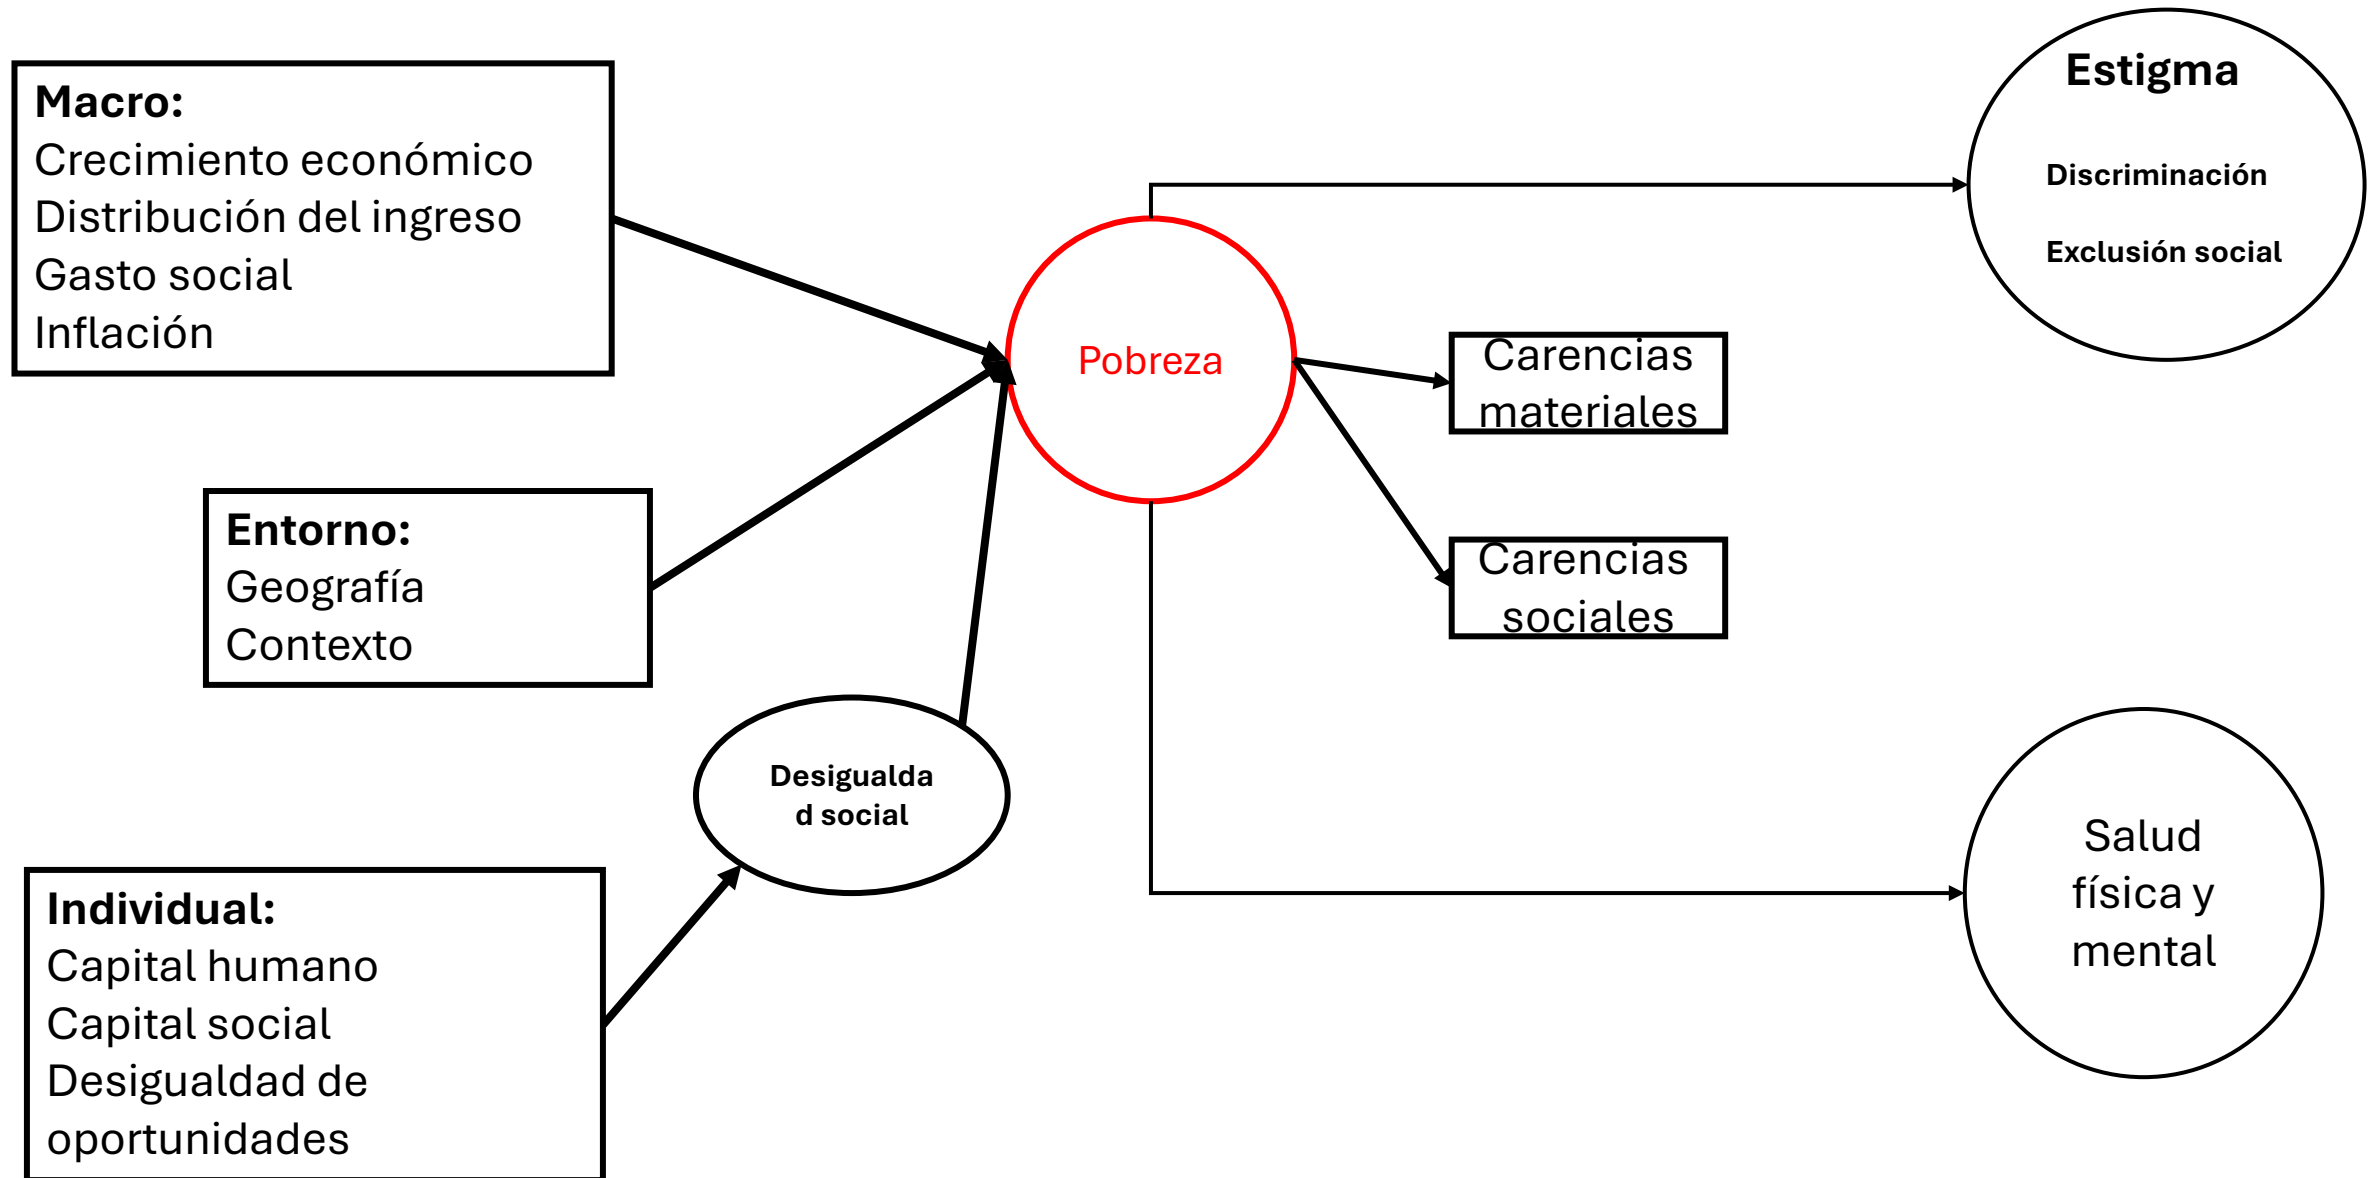 Macro:
Crecimiento económico
Distribución del ingreso
Gasto social
Inflación
Entorno:
Geografía
Contexto
Individual:
Capital humano
Capital social
Desigualdad de
oportunidades
Desigualda
d social
Pobreza
Carencias
materiales
Carencias
sociales
Estigma
Discriminación
Exclusión social
Salud
física y
mental